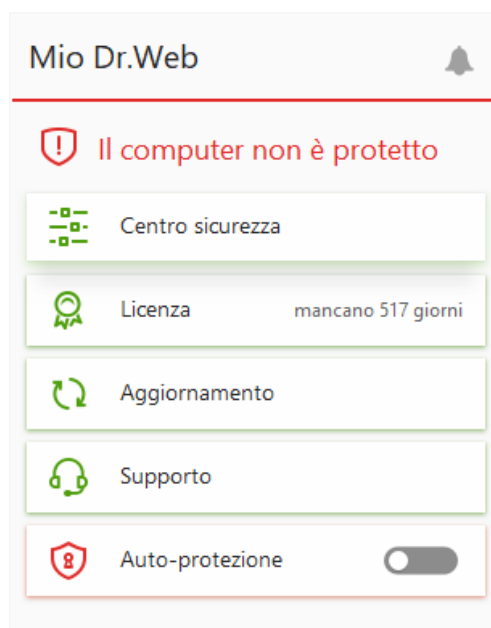 Mio Dr.Web
Il computer non è protetto
Centro sicurezza
Licenza mancano 517 giorni
Aggiornamento
Supporto
Auto-protezione